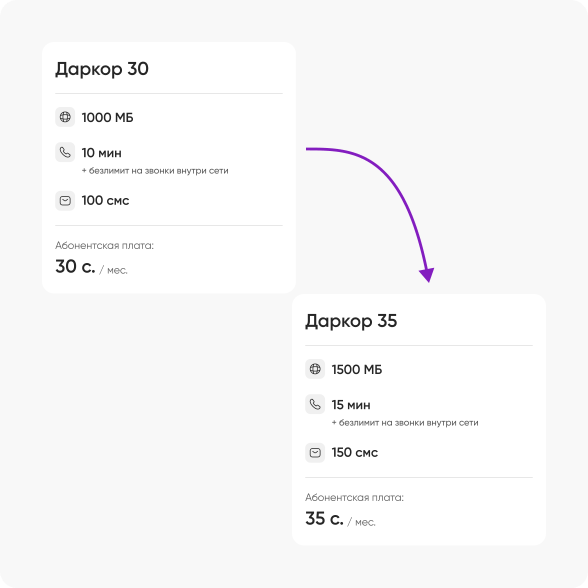 Даркор 30
1000 МБ
10 мин
+ безлимит на звонки внутри сети
100 смс
Абонентская плата:
30 с. / мес.
Даркор 35
1500 МБ
15 мин
+ безлимит на звонки внутри сети
150 смс
Абонентская плата:
35 с. / мес.